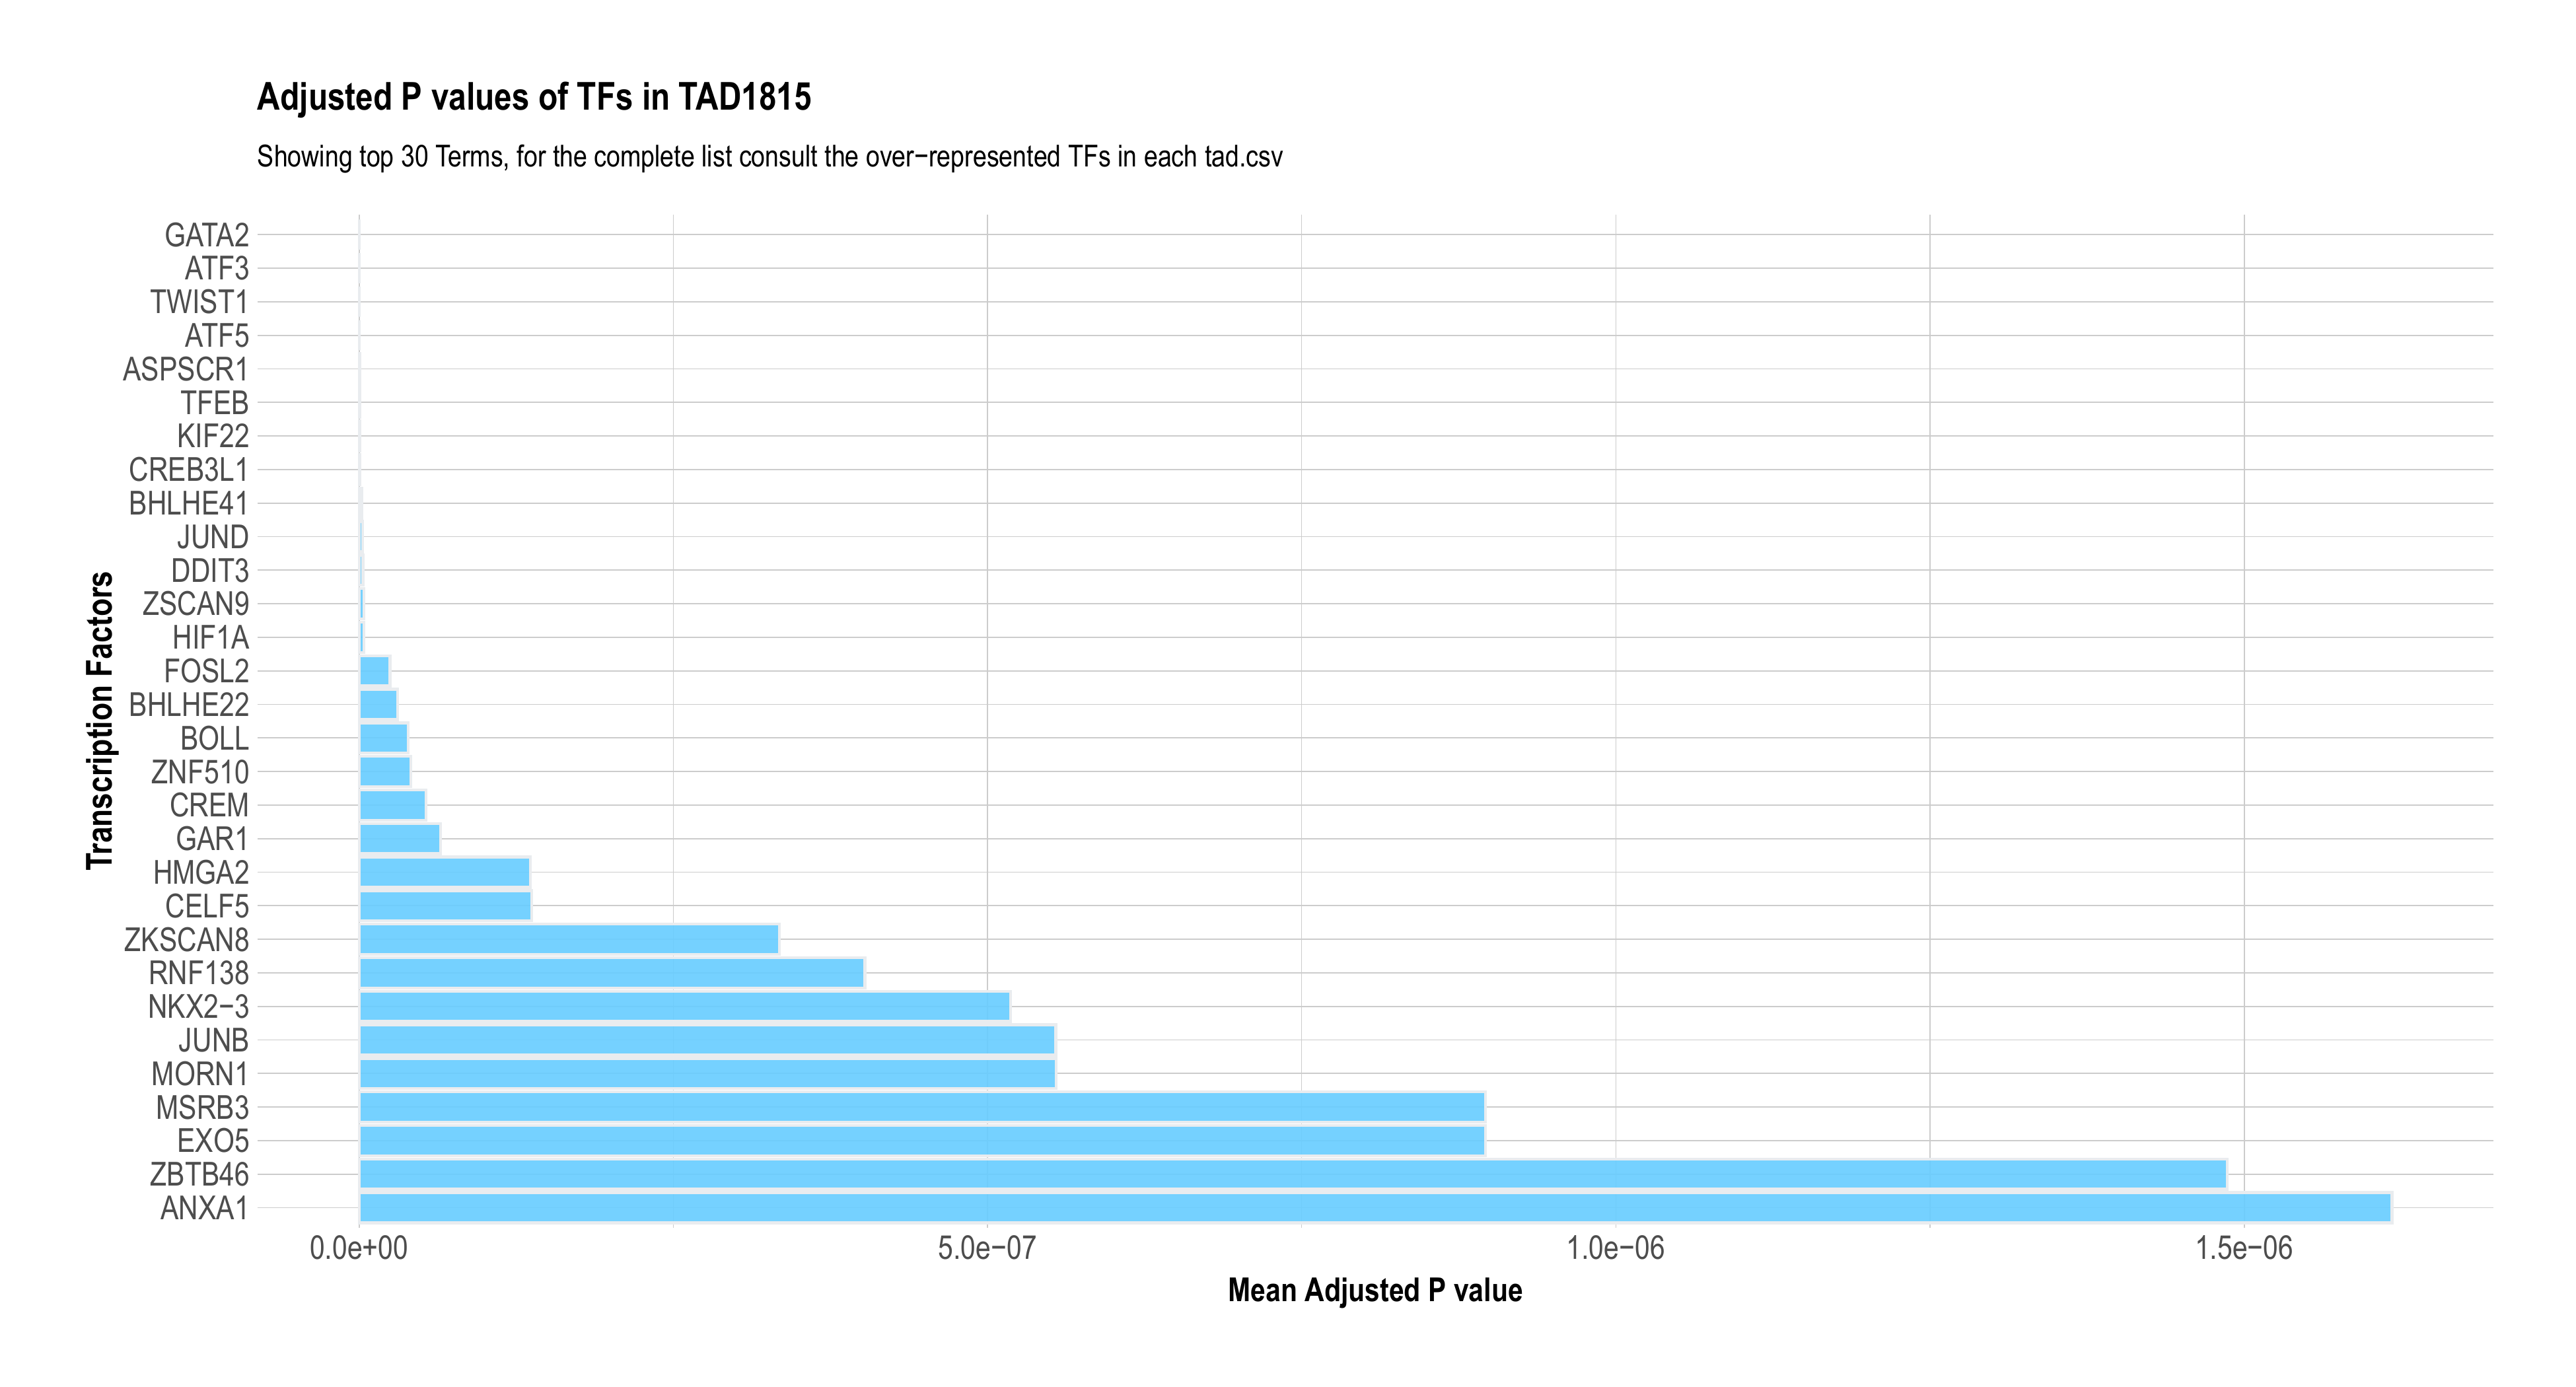 Adjusted P values of TFs in TAD1815
Showing top 30 Terms, for the complete list consult the over−represented TFs in each tad.csv
Transcription Factors
GATA2
ATF3
TWIST1
ATF5
ASPSCR1
TFEB
KIF22
CREB3L1
BHLHE41
JUND
DDIT3
ZSCAN9
HIF1A
FOSL2
BHLHE22
BOLL
ZNF510
CREM
GAR1
HMGA2
CELF5
ZKSCAN8
RNF138
NKX2−3
JUNB
MORN1
MSRB3
EXO5
ZBTB46
ANXA1
0.0e+00 5.0e−07 1.0e−06 1.5e−06
Mean Adjusted P value